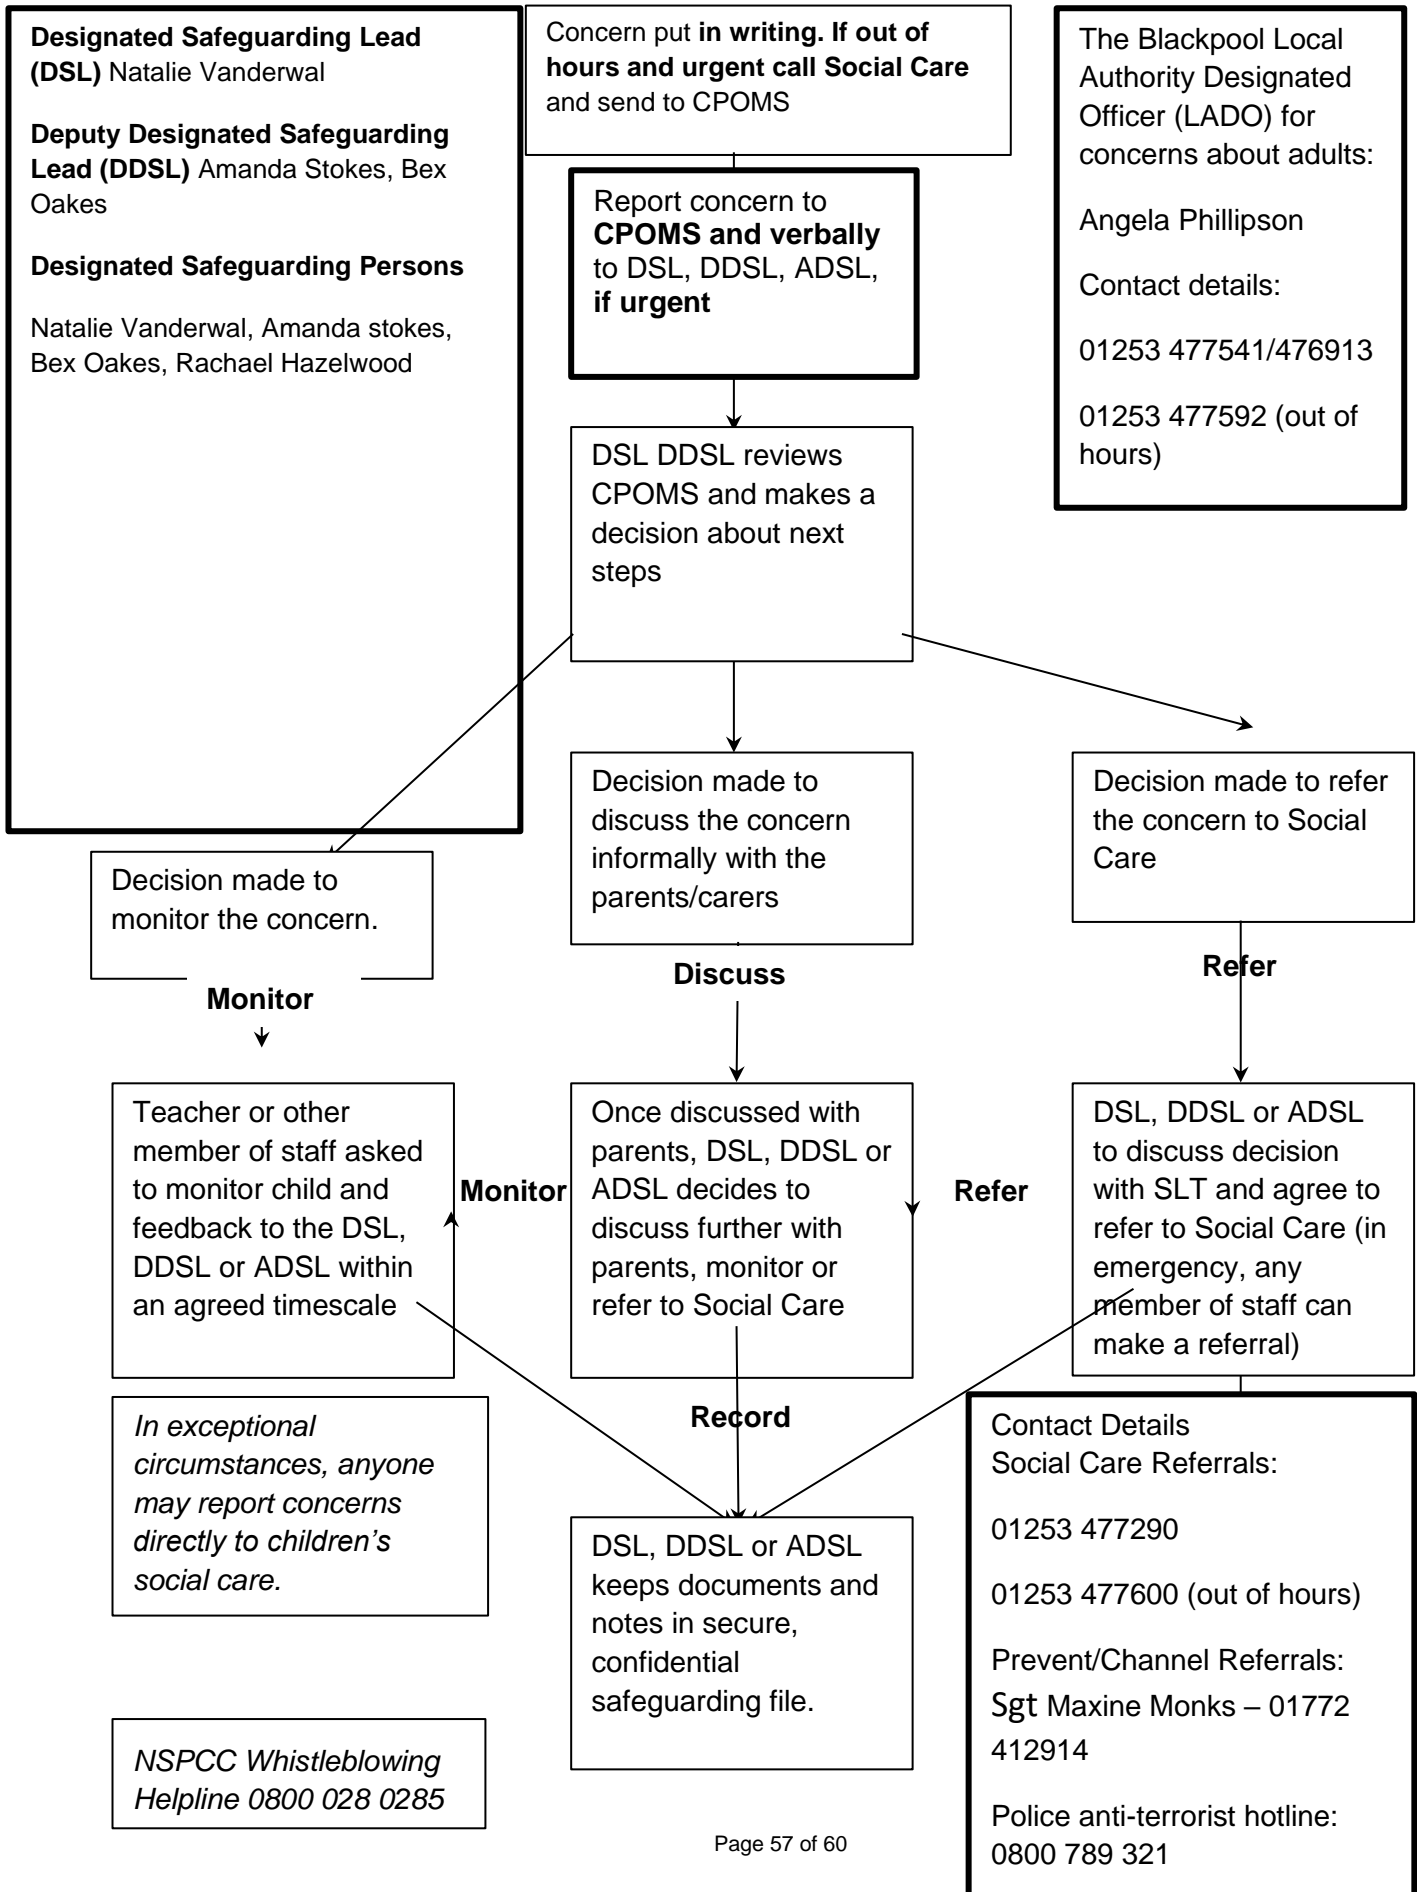 Designated Safeguarding Lead
(DSL) Natalie Vanderwal
Deputy Designated Safeguarding
Lead (DDSL) Amanda Stokes, Bex
Oakes
Designated Safeguarding Persons
Natalie Vanderwal, Amanda stokes,
Bex Oakes, Rachael Hazelwood
Concern put in writing. If out of
hours and urgent call Social Care
and send to CPOMS
Report concern to
CPOMS and verbally
to DSL, DDSL, ADSL,
if urgent
The Blackpool Local
Authority Designated
Officer (LADO) for
concerns about adults:
Angela Phillipson
Contact details:
01253 477541/476913
01253 477592 (out of
hours)
DSL DDSL reviews
CPOMS and makes a
decision about next
steps
Decision made to
monitor the concern.
Decision made to
discuss the concern
informally with the
parents/carers
Decision made to refer
the concern to Social
Care
Monitor
Discuss
Refer
Teacher or other
member of staff asked
to monitor child and
feedback to the DSL,
DDSL or ADSL within
an agreed timescale
Monitor
Once discussed with
parents, DSL, DDSL or
ADSL decides to
discuss further with
parents, monitor or
refer to Social Care
Refer
DSL, DDSL or ADSL
to discuss decision
with SLT and agree to
refer to Social Care (in
emergency, any
member of staff can
make a referral)
In exceptional
circumstances, anyone
may report concerns
directly to children’s
social care.
Record
DSL, DDSL or ADSL
keeps documents and
notes in secure,
confidential
safeguarding file.
Contact Details
Social Care Referrals:
01253 477290
01253 477600 (out of hours)
Prevent/Channel Referrals:
Sgt Maxine Monks – 01772
412914
Police anti-terrorist hotline:
0800 789 321
NSPCC Whistleblowing
Helpline 0800 028 0285
Page 57 of 60